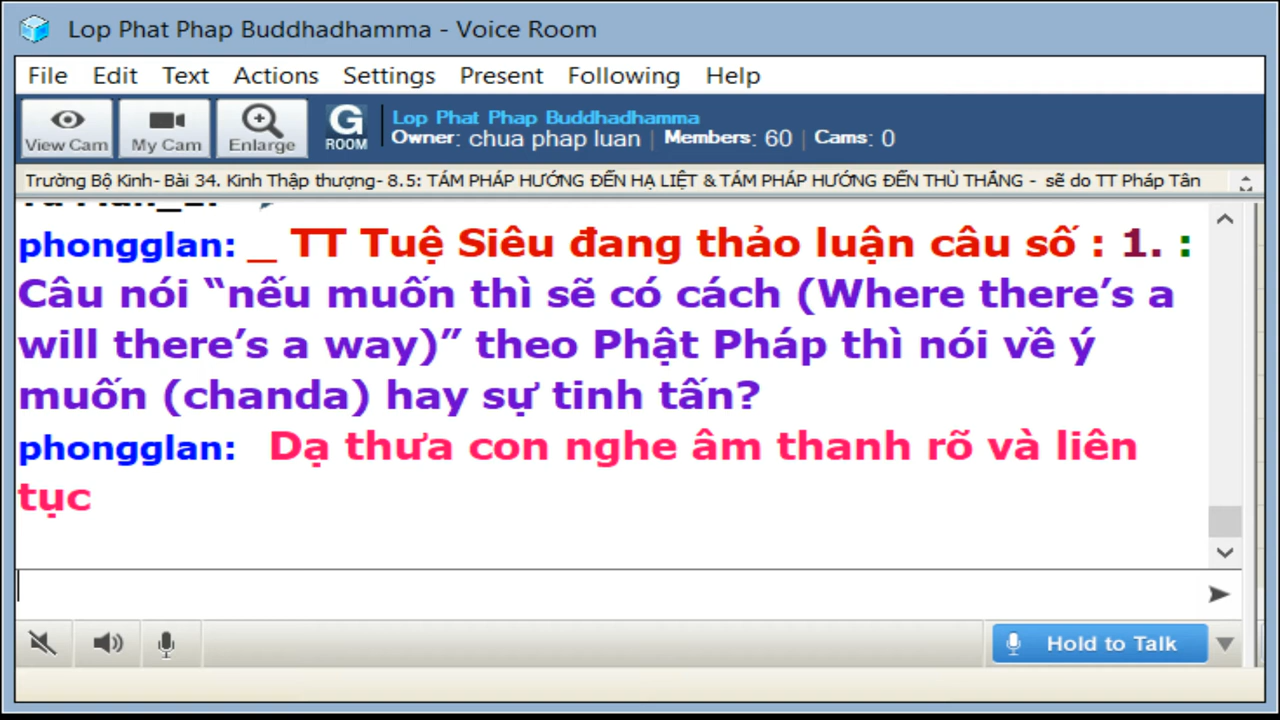 Lop Phat Phap Buddhadhamma - Voice Room
File Edit Text Actions Settings Present Following Help
View Cam My Cam Enlarge G ROOM
Lop Phat Phap Buddhadhamma
Owner: chua phap luan | Members: 60 | Cams: 0
Trường Bộ Kinh- Bài 34. Kinh Thập thượng- 8.5: TÁM PHÁP HƯỚNG ĐẾN HẠ LIỆT & TÁM PHÁP HƯỚNG ĐẾN THÙ THẮNG - sẽ do TT Pháp Tân
phongglan: _ TT Tuệ Siêu đang thảo luận câu số : 1. :
Câu nói “nếu muốn thì sẽ có cách (Where there’s a
will there’s a way)” theo Phật Pháp thì nói về ý
muốn (chanda) hay sự tinh tấn?
phongglan: Dạ thưa con nghe âm thanh rõ và liên
tục
Hold to Talk